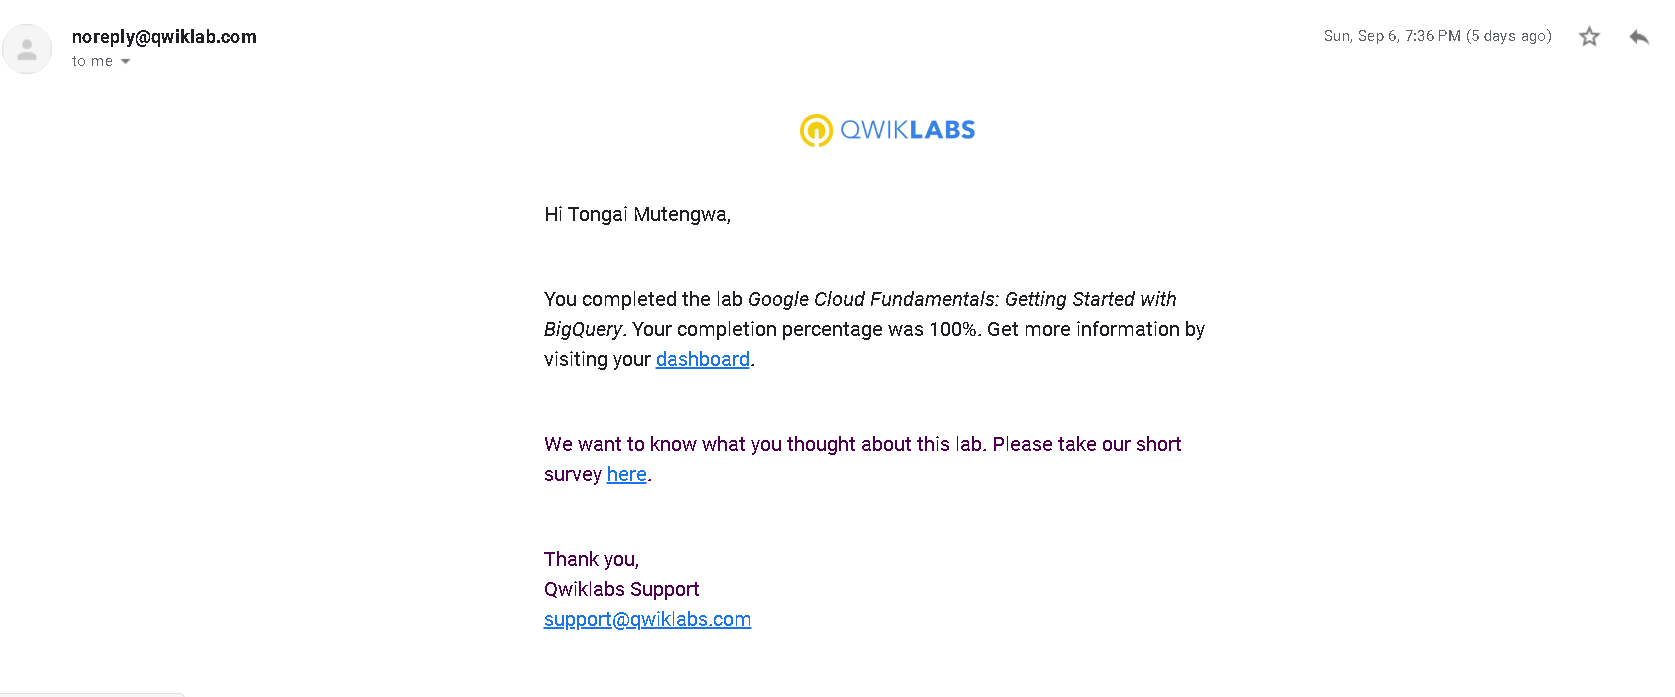 noreply@qwiklab.com
Sun, Sep 6, 7:36 PM (5 days ago)
to me
QWIKLABS
Hi Tongai Mutengwa,
You completed the lab Google Cloud Fundamentals: Getting Started with
BigQuery. Your completion percentage was 100%. Get more information by
visiting your dashboard.
We want to know what you thought about this lab. Please take our short
survey here.
Thank you,
Qwiklabs Support
support@qwiklabs.com